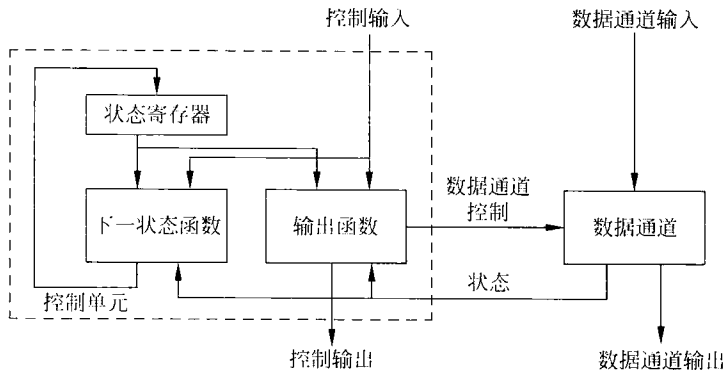 控制输入
数据通道输入
状态寄存器
数据通道
控制
下一状态函数
输出函数
数据通道
状态
控制单元
控制输出
数据通道输出